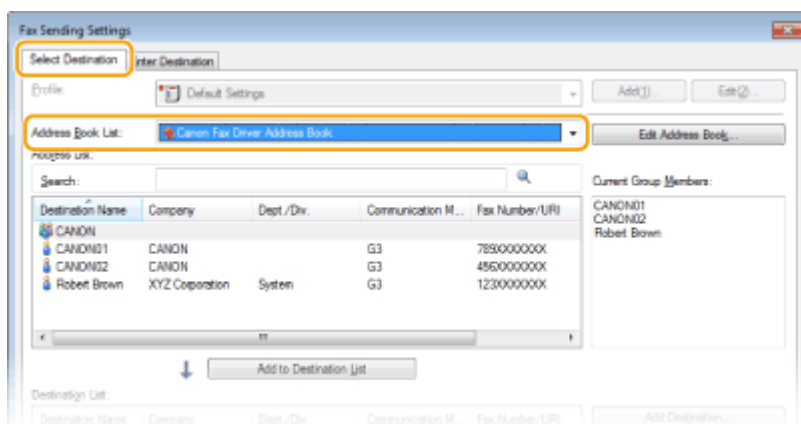 Fax Sending Settings
Select Destination Enter Destination
Profile: Default Settings Add(1)... Edit(2)...
Address Book List: Canon Fax Driver Address Book Edit Address Book...
Address List:
Search: Current Group Members:
Destination Name Company Dept./Div. Communication M... Fax Number/URI
CANON01
CANON02
Robert Brown
CANON
CANON01 CANON G3 789XXXXXXX
CANON02 CANON G3 456XXXXXXX
Robert Brown XYZ Corporation System G3 123XXXXXXX
Add to Destination List
Destination List:
Destination Name Company Dept./Div. Communication M... Fax Number/URI Add Destination...